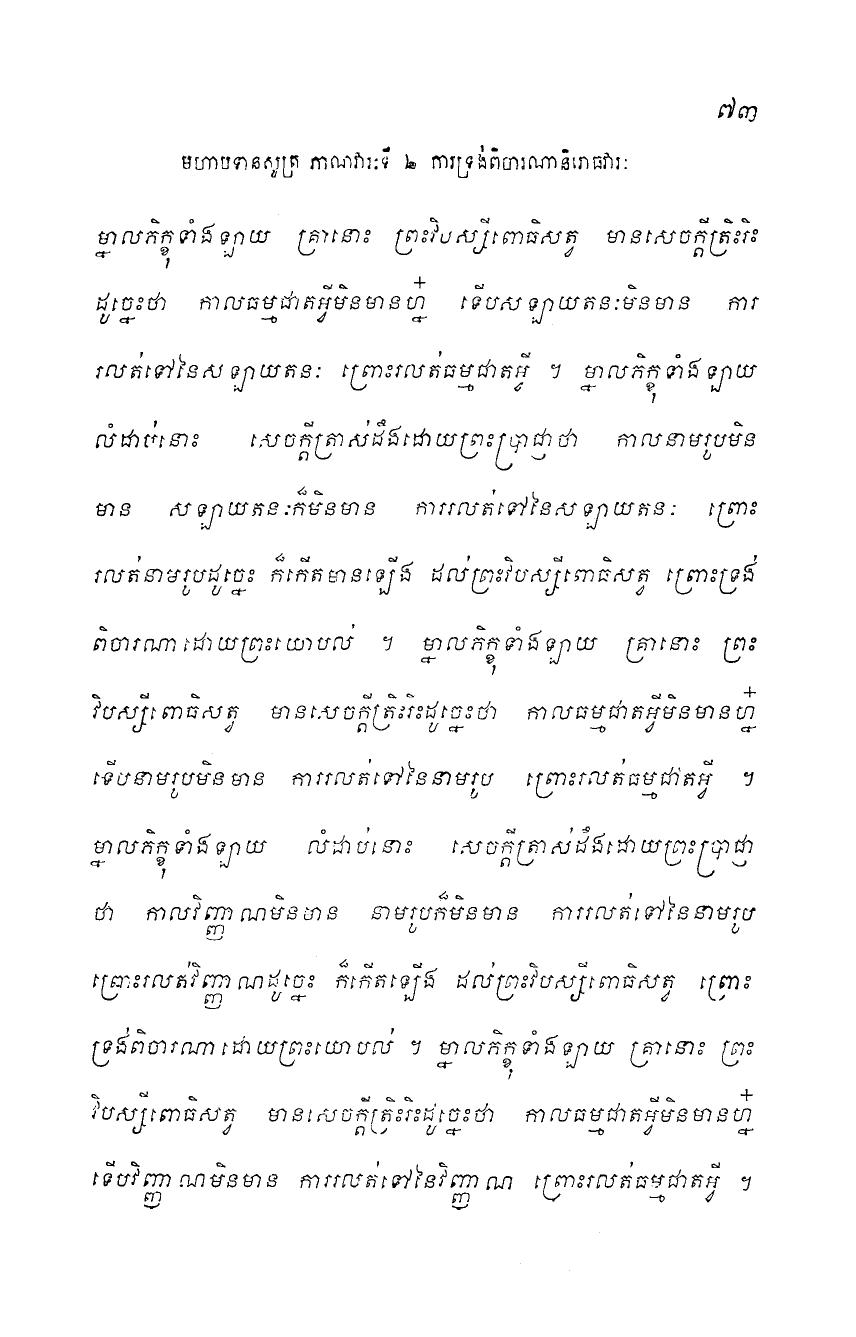 ៧៣
មហាបទានសូត្រ ភាណវារៈទី ២ ការទ្រង់ពិចារណានិរោធវារៈ
ម្នាលភិក្ខុទាំងឡាយ គ្រានោះ ព្រះវិបស្សីពោធិសត្វ មានសេចក្តីត្រិះរិះ
ដូច្នេះថា កាលធម្មជាតអ្វីមិនមានហ្ន៎ ទើបសឡាយតនៈមិនមាន ការ
រលត់ទៅនៃសឡាយតនៈ ព្រោះរលត់ធម្មជាតអ្វី ។ ម្នាលភិក្ខុទាំងឡាយ
លំដាប់នោះ សេចក្តីត្រាស់ដឹងដោយព្រះប្រាជ្ញាថា កាលនាមរូបមិន
មាន សឡាយតនៈក៏មិនមាន ការរលត់ទៅនៃសឡាយតនៈ ព្រោះ
រលត់នាមរូបដូច្នេះ ក៏កើតមានឡើង ដល់ព្រះវិបស្សីពោធិសត្វ ព្រោះទ្រង់
ពិចារណាដោយព្រះយោបល់ ។ ម្នាលភិក្ខុទាំងឡាយ គ្រានោះ ព្រះ
វិបស្សីពោធិសត្វ មានសេចក្តីត្រិះរិះដូច្នេះថា កាលធម្មជាតអ្វីមិនមានហ្ន៎
ទើបនាមរូបមិនមាន ការរលត់ទៅនៃនាមរូប ព្រោះរលត់ធម្មជាតអ្វី ។
ម្នាលភិក្ខុទាំងឡាយ លំដាប់នោះ សេចក្តីត្រាស់ដឹងដោយព្រះប្រាជ្ញា
ថា កាលវិញ្ញាណមិនមាន នាមរូបក៏មិនមាន ការរលត់ទៅនៃនាមរូប
ព្រោះរលត់វិញ្ញាណដូច្នេះ ក៏កើតឡើង ដល់ព្រះវិបស្សីពោធិសត្វ ព្រោះ
ទ្រង់ពិចារណាដោយព្រះយោបល់ ។ ម្នាលភិក្ខុទាំងឡាយ គ្រានោះ ព្រះ
វិបស្សីពោធិសត្វ មានសេចក្តីត្រិះរិះដូច្នេះថា កាលធម្មជាតអ្វីមិនមានហ្ន៎
ទើបវិញ្ញាណមិនមាន ការរលត់ទៅនៃវិញ្ញាណ ព្រោះរលត់ធម្មជាតអ្វី ។